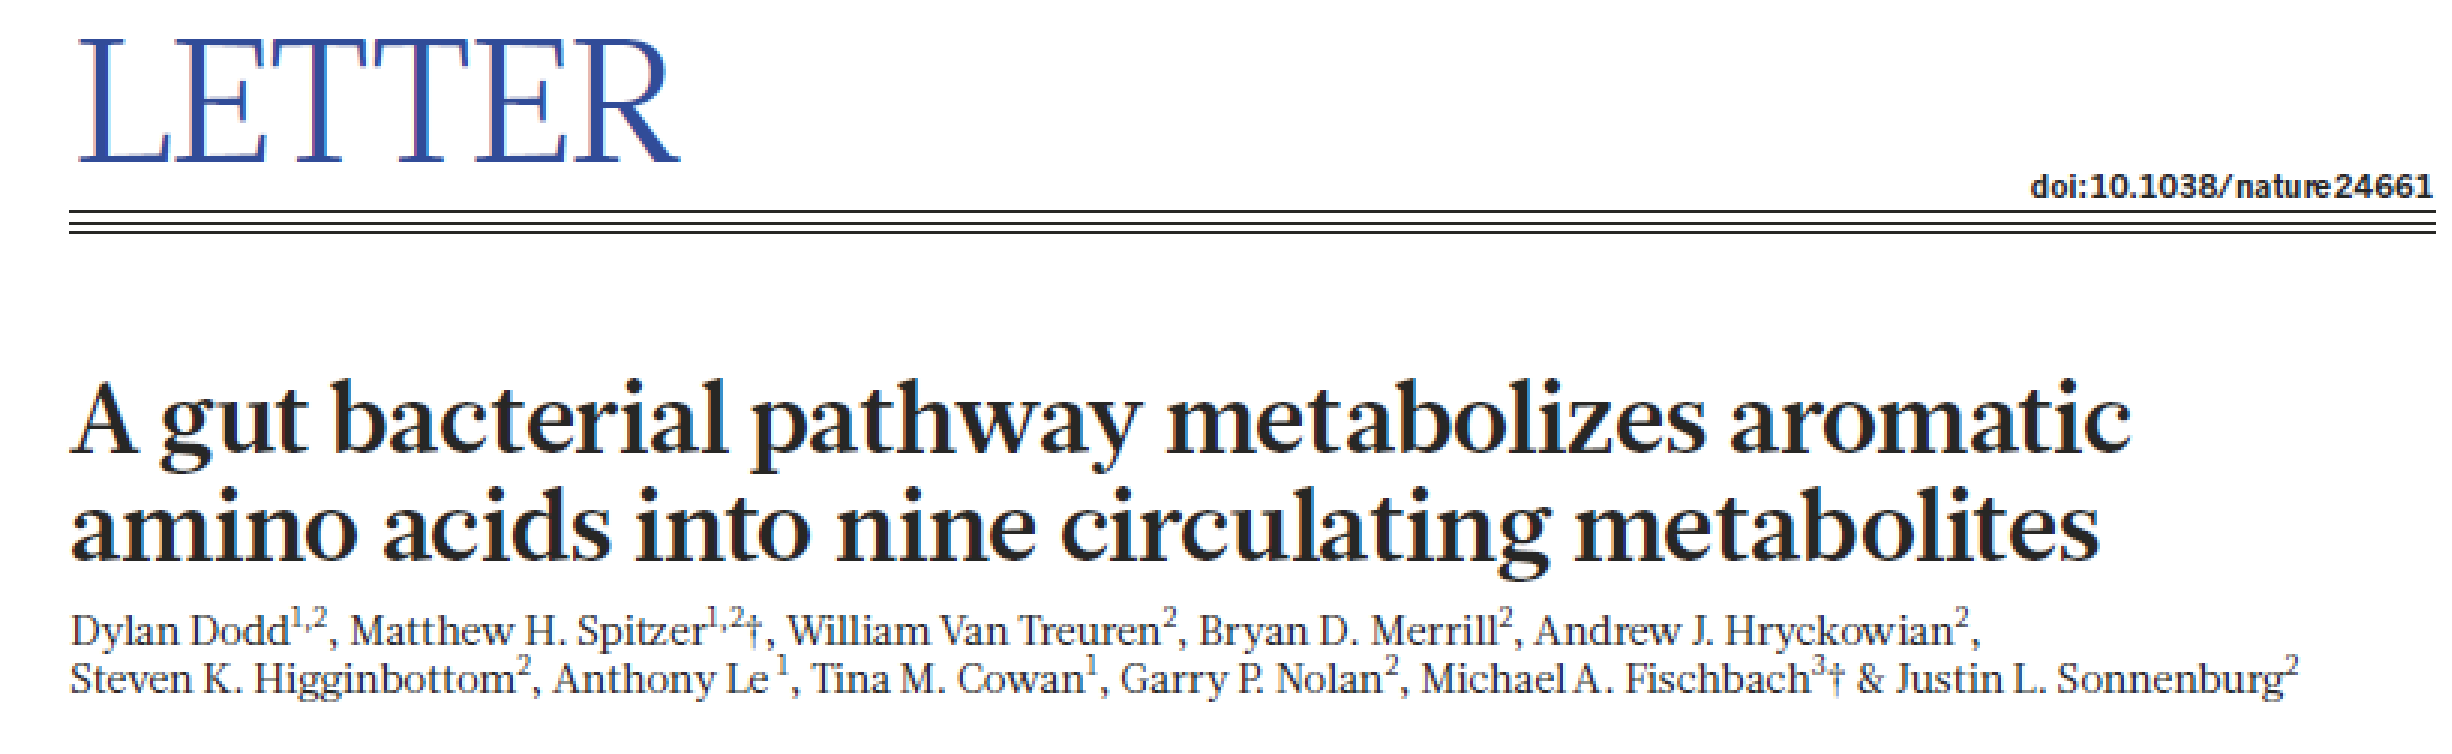 LETTER
doi:10.1038/nature24661
A gut bacterial pathway metabolizes aromatic
amino acids into nine circulating metabolites
Dylan Dodd1,2, Matthew H. Spitzer1,2†, William Van Treuren2, Bryan D. Merrill2, Andrew J. Hryckowian2,
Steven K. Higginbottom2, Anthony Le1, Tina M. Cowan1, Garry P. Nolan2, Michael A. Fischbach3† & Justin L. Sonnenburg2